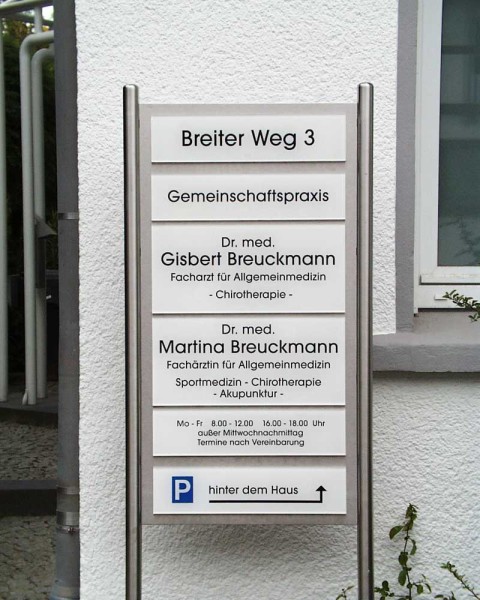 Breiter Weg 3
Gemeinschaftspraxis
Dr. med.
Gisbert Breuckmann
Facharzt für Allgemeinmedizin
- Chirotherapie -
Dr. med.
Martina Breuckmann
Fachärztin für Allgemeinmedizin
Sportmedizin - Chirotherapie
- Akupunktur -
Mo - Fr 8.00 - 12.00 16.00 - 18.00 Uhr
außer Mittwochnachmittag
Termine nach Vereinbarung
P hinter dem Haus